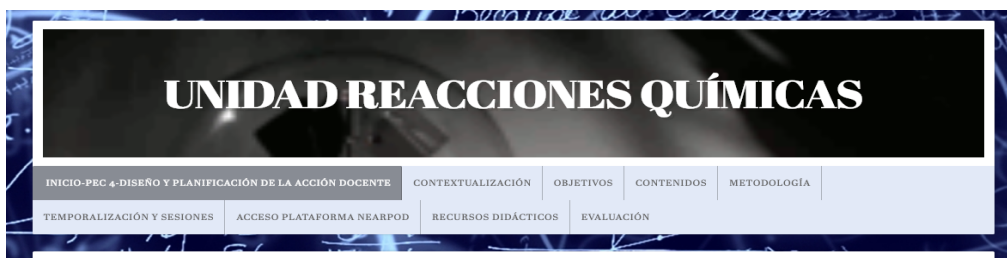 UNIDAD REACCIONES QUÍMICAS
INICIO-PEC 4-DISEÑO Y PLANIFICACIÓN DE LA ACCIÓN DOCENTE CONTEXTUALIZACIÓN OBJETIVOS CONTENIDOS METODOLOGÍA
TEMPORALIZACIÓN Y SESIONES ACCESO PLATAFORMA NEARPOD RECURSOS DIDÁCTICOS EVALUACIÓN